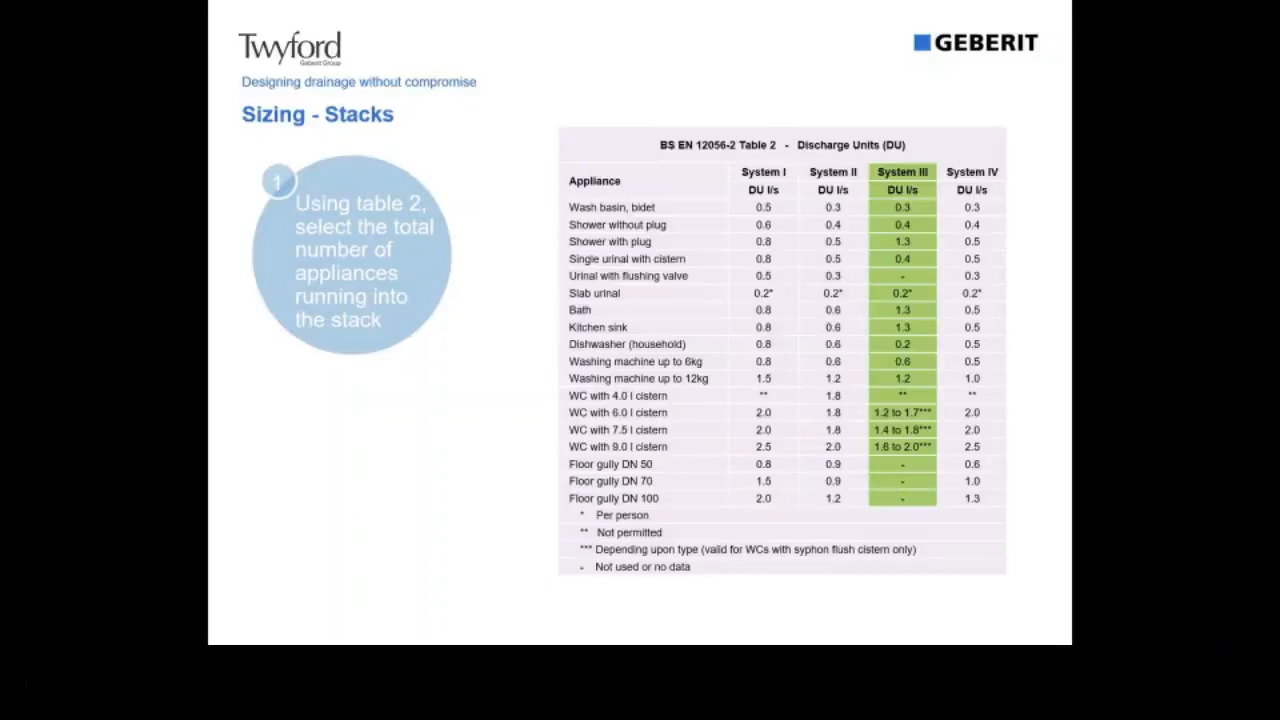 Twyford
Geberit Group
GEBERIT
Designing drainage without compromise
Sizing - Stacks
1
Using table 2,
select the total
number of
appliances
running into
the stack
BS EN 12056-2 Table 2 - Discharge Units (DU)
Appliance System I System II System III System IV
DU l/s DU l/s DU l/s DU l/s
Wash basin, bidet 0.5 0.3 0.3 0.3
Shower without plug 0.6 0.4 0.4 0.4
Shower with plug 0.8 0.5 1.3 0.5
Single urinal with cistern 0.8 0.5 0.4 0.5
Urinal with flushing valve 0.5 0.3 - 0.3
Slab urinal 0.2* 0.2* 0.2* 0.2*
Bath 0.8 0.6 1.3 0.5
Kitchen sink 0.8 0.6 1.3 0.5
Dishwasher (household) 0.8 0.6 0.2 0.5
Washing machine up to 6kg 0.8 0.6 0.6 0.5
Washing machine up to 12kg 1.5 1.2 1.2 1.0
WC with 4.0 l cistern ** 1.8 ** **
WC with 6.0 l cistern 2.0 1.8 1.2 to 1.7*** 2.0
WC with 7.5 l cistern 2.0 1.8 1.4 to 1.8*** 2.0
WC with 9.0 l cistern 2.5 2.0 1.6 to 2.0*** 2.5
Floor gully DN 50 0.8 0.9 - 0.6
Floor gully DN 70 1.5 0.9 - 1.0
Floor gully DN 100 2.0 1.2 - 1.3
* Per person
** Not permitted
*** Depending upon type (valid for WCs with syphon flush cistern only)
- Not used or no data